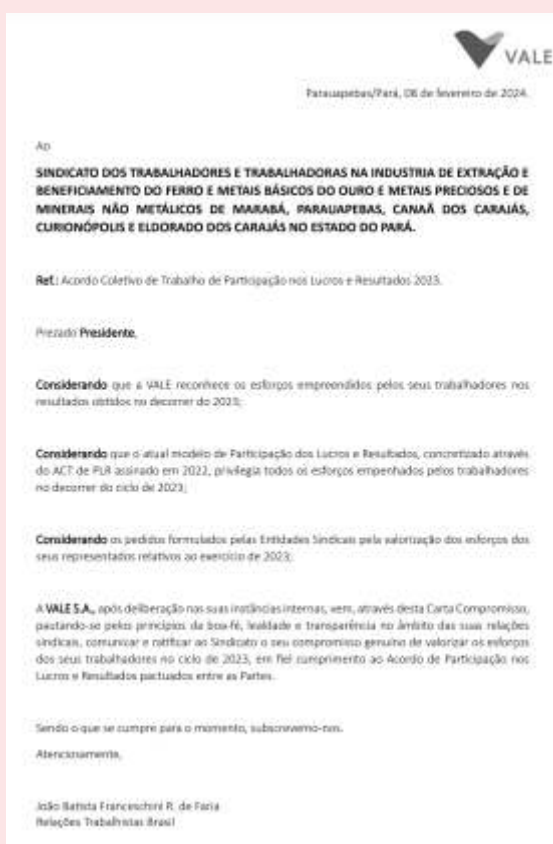 VALE
Parauapebas/Pará, 06 de fevereiro de 2024.
Ao
SINDICATO DOS TRABALHADORES E TRABALHADORAS NA INDUSTRIA DE EXTRAÇÃO E
BENEFICIAMENTO DO FERRO E METAIS BÁSICOS DO OURO E METAIS PRECIOSOS E DE
MINERAIS NÃO METÁLICOS DE MARABÁ, PARAUAPEBAS, CANAÃ DOS CARAJÁS,
CURIONÓPOLIS E ELDORADO DOS CARAJÁS NO ESTADO DO PARÁ.
Ref.: Acordo Coletivo de Trabalho de Participação nos Lucros e Resultados 2023.
Prezado Presidente,
Considerando que a VALE reconhece os esforços empreendidos pelos seus trabalhadores nos
resultados obtidos no decorrer do 2023;
Considerando que o atual modelo de Participação dos Lucros e Resultados, concretizado através
do ACT de PLR assinado em 2022, privilegia todos os esforços empenhados pelos trabalhadores
no decorrer do ciclo de 2023;
Considerando os pedidos formulados pelas Entidades Sindicais pela valorização dos esforços dos
seus representados relativos ao exercício de 2023;
A VALE S.A., após deliberação nas suas instâncias internas, vem, através desta Carta Compromisso,
pautando-se pelos princípios da boa-fé, lealdade e transparência no âmbito das suas relações
sindicais, comunicar e ratificar ao Sindicato o seu compromisso genuíno de valorizar os esforços
dos seus trabalhadores no ciclo de 2023, em fiel cumprimento ao Acordo de Participação nos
Lucros e Resultados pactuados entre as Partes.
Sendo o que se cumpre para o momento, subscrevemo-nos.
Atenciosamente,
João Batista Franceschini R. de Faria
Relações Trabalhistas Brasil